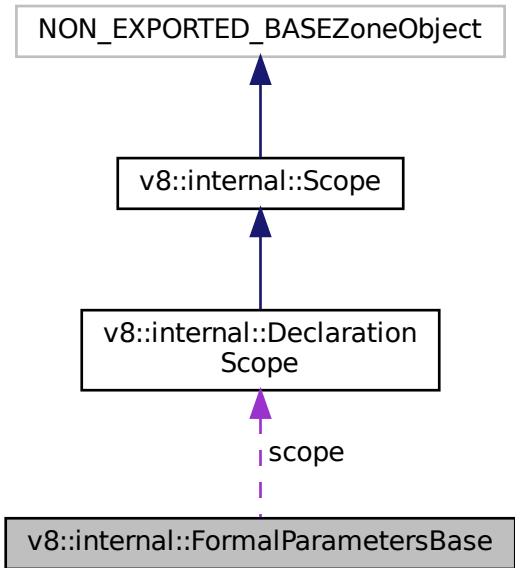 NON_EXPORTED_BASEZoneObject
v8::internal::Scope
v8::internal::Declaration
Scope
scope
v8::internal::FormalParametersBase